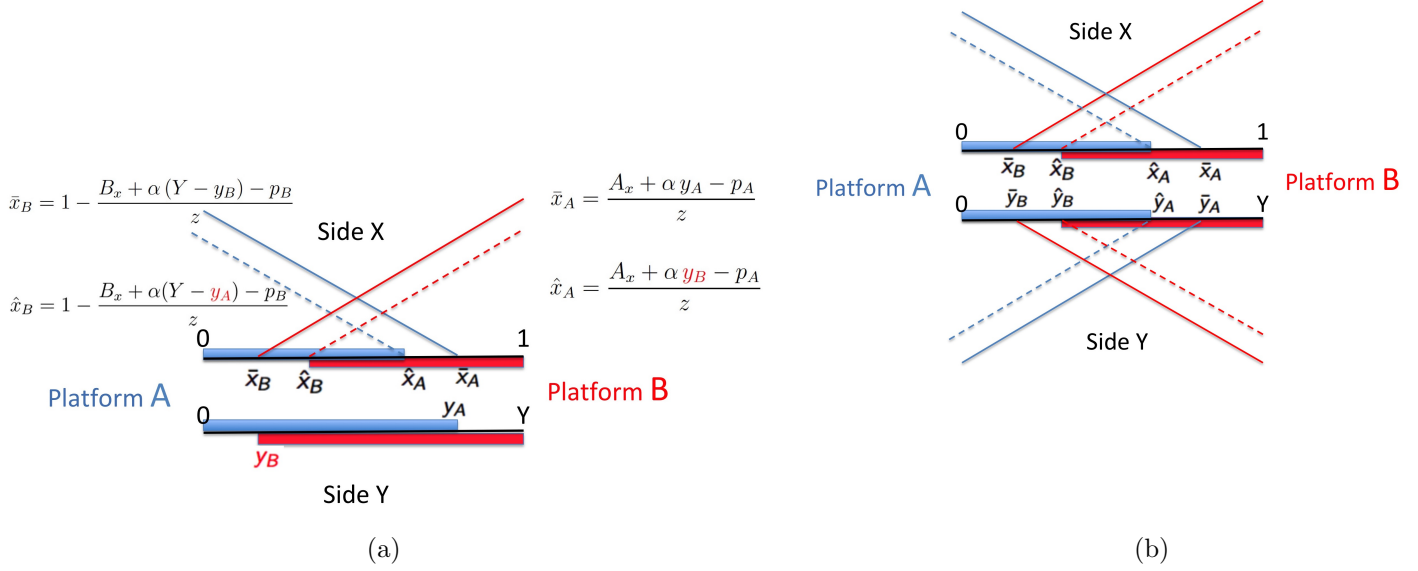 Side X
0 1
x̄_B x̂_B x̂_A x̄_A
Platform A
Platform B
ȳ_B ŷ_B ŷ_A ȳ_A
0 Y
Side Y
(b)
x̄_B = 1 − (B_x + α (Y − y_B) − p_B) / z
x̄_A = (A_x + α y_A − p_A) / z
Side X
x̂_B = 1 − (B_x + α(Y − y_A) − p_B) / z
x̂_A = (A_x + α y_B − p_A) / z
0 1
x̄_B x̂_B x̂_A x̄_A
Platform A
Platform B
0 y_A Y
y_B
Side Y
(a)